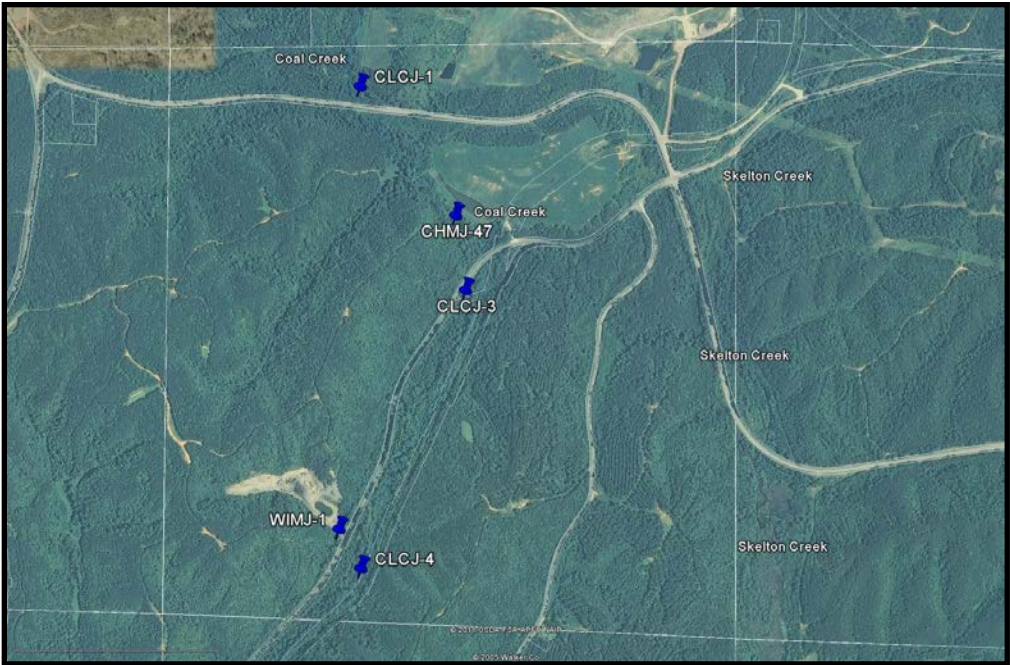 Coal Creek
CLCJ-1
Skelton Creek
Coal Creek
CHMJ-47
CLCJ-3
Skelton Creek
WIMJ-1
Skelton Creek
CLCJ-4
© 2005 Walker Co